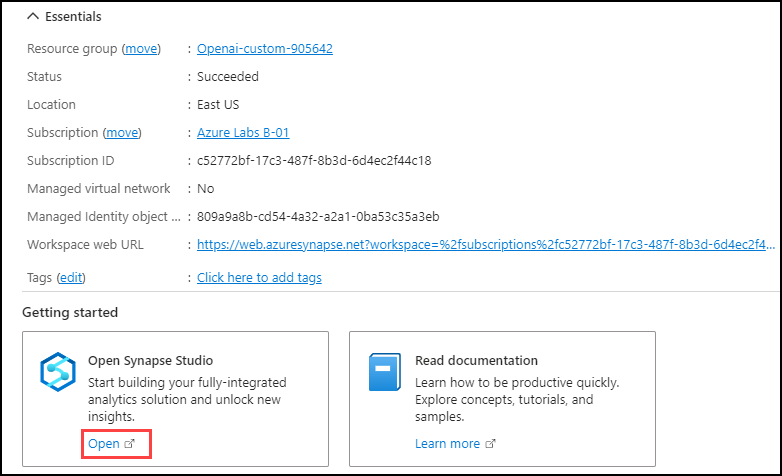 Essentials
Resource group (move) : Openai-custom-905642
Status : Succeeded
Location : East US
Subscription (move) : Azure Labs B-01
Subscription ID : c52772bf-17c3-487f-8b3d-6d4ec2f44c18
Managed virtual network : No
Managed Identity object ... : 809a9a8b-cd54-4a32-a2a1-0ba53c35a3eb
Workspace web URL : https://web.azuresynapse.net?workspace=%2fsubscriptions%2fc52772bf-17c3-487f-8b3d-6d4ec2f4...
Tags (edit) : Click here to add tags
Getting started
Open Synapse Studio
Start building your fully-integrated
analytics solution and unlock new
insights.
Open
Read documentation
Learn how to be productive quickly.
Explore concepts, tutorials, and
samples.
Learn more